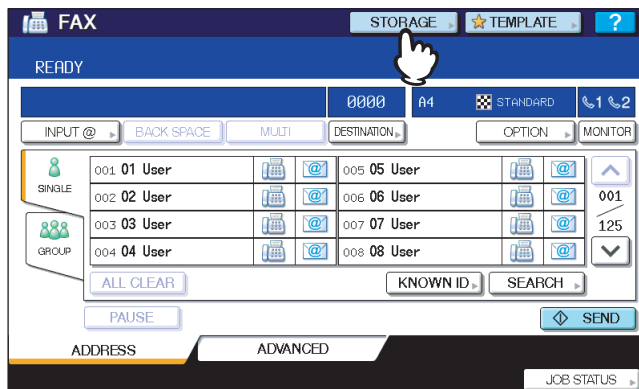 FAX STORAGE TEMPLATE ?
READY
0000 A4 STANDARD 1 2
INPUT @ BACK SPACE MULTI DESTINATION OPTION MONITOR
SINGLE
GROUP
001 01 User @ 005 05 User @
002 02 User @ 006 06 User @
003 03 User @ 007 07 User @
004 04 User @ 008 08 User @
001
125
ALL CLEAR KNOWN ID SEARCH
PAUSE SEND
ADDRESS ADVANCED
JOB STATUS